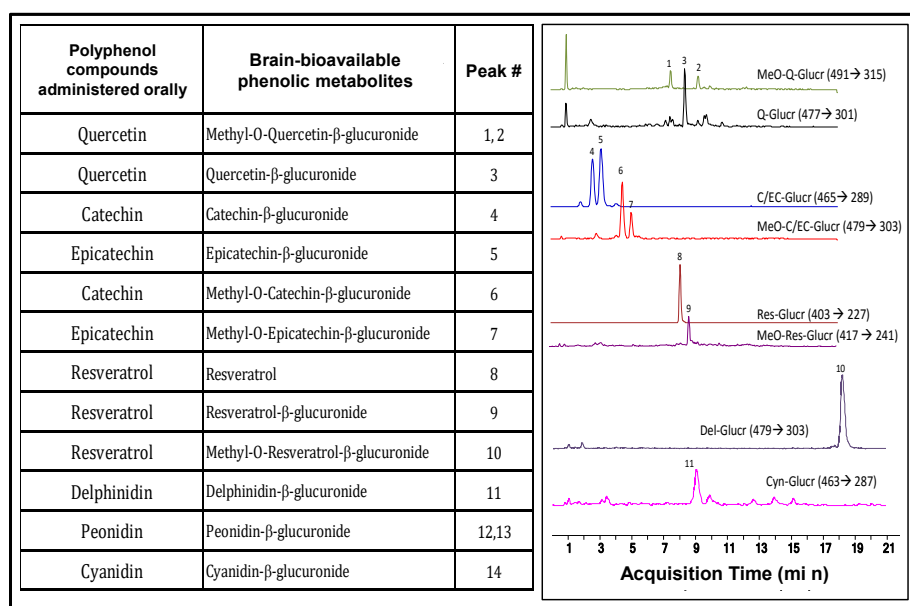 Polyphenol compounds administered orally
Brain-bioavailable phenolic metabolites
Peak #
Quercetin Methyl-O-Quercetin-β-glucuronide 1, 2
Quercetin Quercetin-β-glucuronide 3
Catechin Catechin-β-glucuronide 4
Epicatechin Epicatechin-β-glucuronide 5
Catechin Methyl-O-Catechin-β-glucuronide 6
Epicatechin Methyl-O-Epicatechin-β-glucuronide 7
Resveratrol Resveratrol 8
Resveratrol Resveratrol-β-glucuronide 9
Resveratrol Methyl-O-Resveratrol-β-glucuronide 10
Delphinidin Delphinidin-β-glucuronide 11
Peonidin Peonidin-β-glucuronide 12,13
Cyanidin Cyanidin-β-glucuronide 14
1 3 2
MeO-Q-Glucr (491→315)
Q-Glucr (477→301)
4 5
C/EC-Glucr (465→289)
6 7
MeO-C/EC-Glucr (479→303)
8
Res-Glucr (403→227)
9
MeO-Res-Glucr (417→241)
10
Del-Glucr (479→303)
11
Cyn-Glucr (463→287)
1 3 5 7 9 11 13 15 17 19 21
Acquisition Time (mi n)